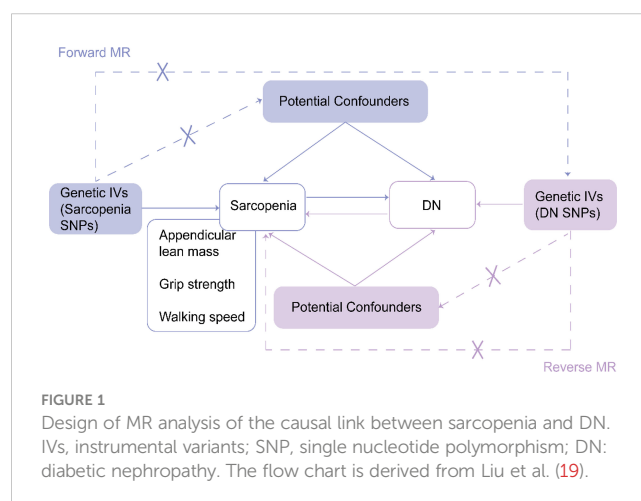 Forward MR
Potential Confounders
Genetic IVs
(Sarcopenia
SNPs)
Sarcopenia
DN
Genetic IVs
(DN SNPs)
Appendicular
lean mass
Grip strength
Walking speed
Potential Confounders
Reverse MR
FIGURE 1
Design of MR analysis of the causal link between sarcopenia and DN.
IVs, instrumental variants; SNP, single nucleotide polymorphism; DN:
diabetic nephropathy. The flow chart is derived from Liu et al. (19).